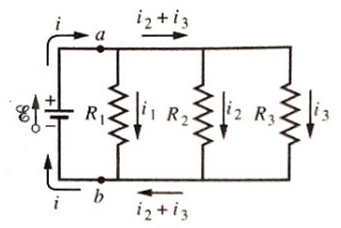 i a i₂ + i₃
+
ℰ R₁ i₁ R₂ i₂ R₃ i₃
−
i b i₂ + i₃